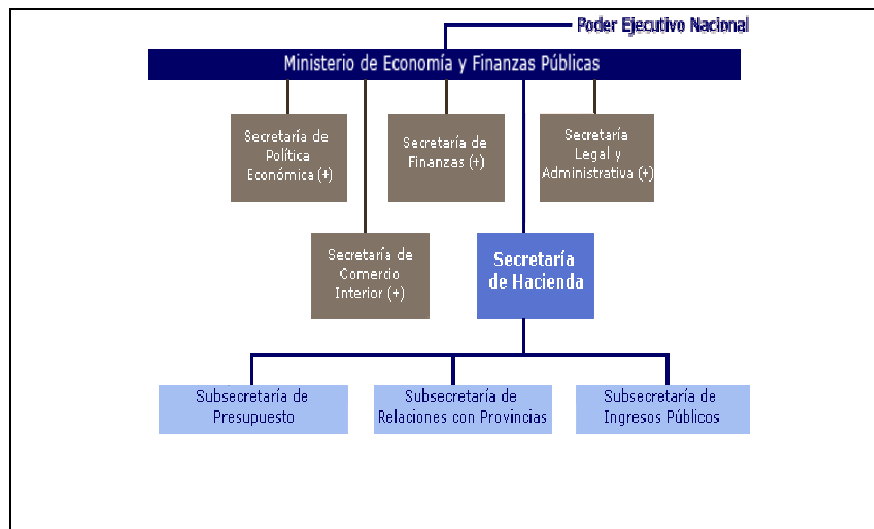 Poder Ejecutivo Nacional
Ministerio de Economía y Finanzas Públicas
Secretaría de
Política
Económica (+)
Secretaría de
Finanzas (+)
Secretaría
Legal y
Administrativa (+)
Secretaría de
Comercio
Interior (+)
Secretaría
de Hacienda
Subsecretaría de
Presupuesto
Subsecretaría de
Relaciones con Provincias
Subsecretaría de
Ingresos Públicos